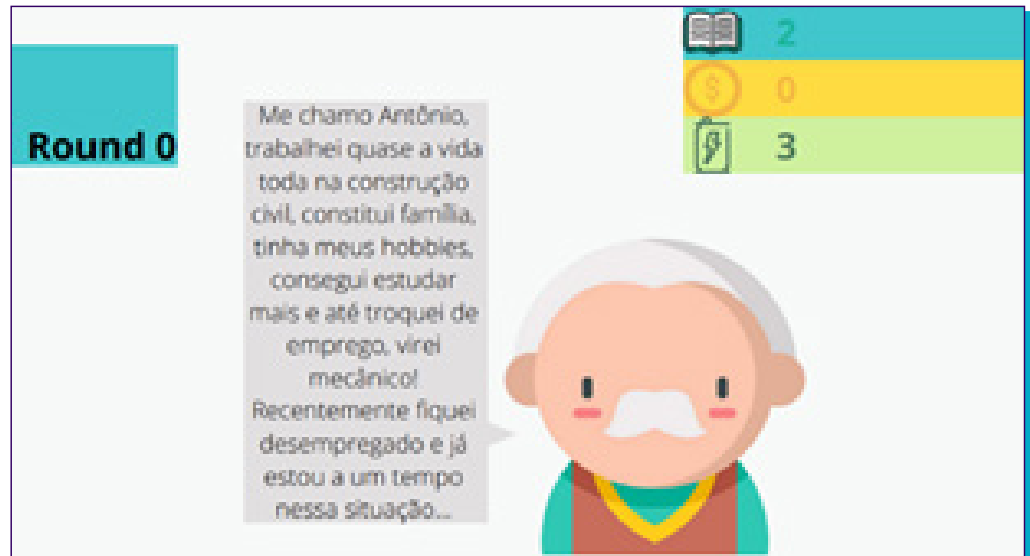 2
0
3
Round 0
Me chamo Antônio,
trabalhei quase a vida
toda na construção
civil, constitui família,
tinha meus hobbies,
consegui estudar
mais e até troquei de
emprego, virei
mecânico!
Recentemente fiquei
desempregado e já
estou a um tempo
nessa situação...